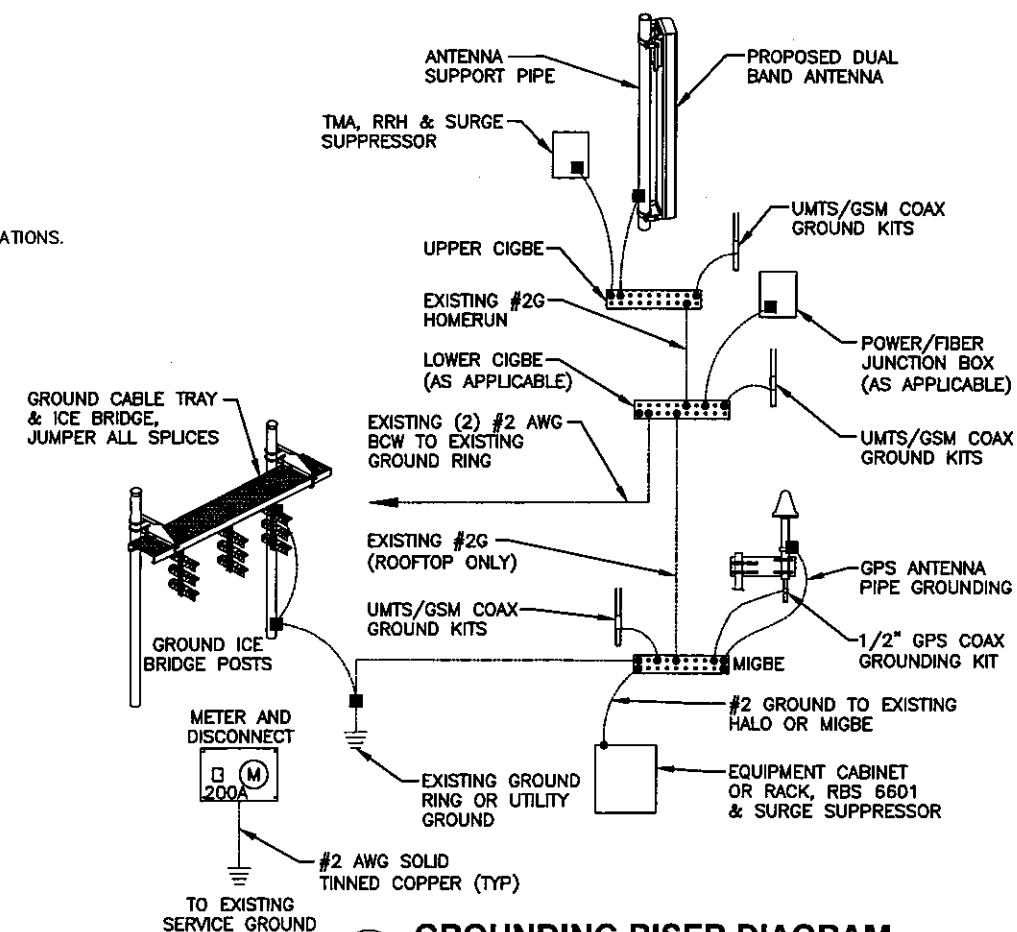 ANTENNA
SUPPORT PIPE
PROPOSED DUAL
BAND ANTENNA
TMA, RRH & SURGE
SUPPRESSOR
UMTS/GSM COAX
GROUND KITS
ATIONS.
UPPER CIGBE
EXISTING #2G
HOMERUN
POWER/FIBER
JUNCTION BOX
(AS APPLICABLE)
LOWER CIGBE
(AS APPLICABLE)
GROUND CABLE TRAY
& ICE BRIDGE,
JUMPER ALL SPLICES
EXISTING (2) #2 AWG
BCW TO EXISTING
GROUND RING
UMTS/GSM COAX
GROUND KITS
EXISTING #2G
(ROOFTOP ONLY)
GPS ANTENNA
PIPE GROUNDING
UMTS/GSM COAX
GROUND KITS
1/2" GPS COAX
GROUNDING KIT
GROUND ICE
BRIDGE POSTS
MIGBE
#2 GROUND TO EXISTING
HALO OR MIGBE
METER AND
DISCONNECT
M
200A
EXISTING GROUND
RING OR UTILITY
GROUND
EQUIPMENT CABINET
OR RACK, RBS 6601
& SURGE SUPPRESSOR
#2 AWG SOLID
TINNED COPPER (TYP)
TO EXISTING
SERVICE GROUND
GROUNDING RISER DIAGRAM